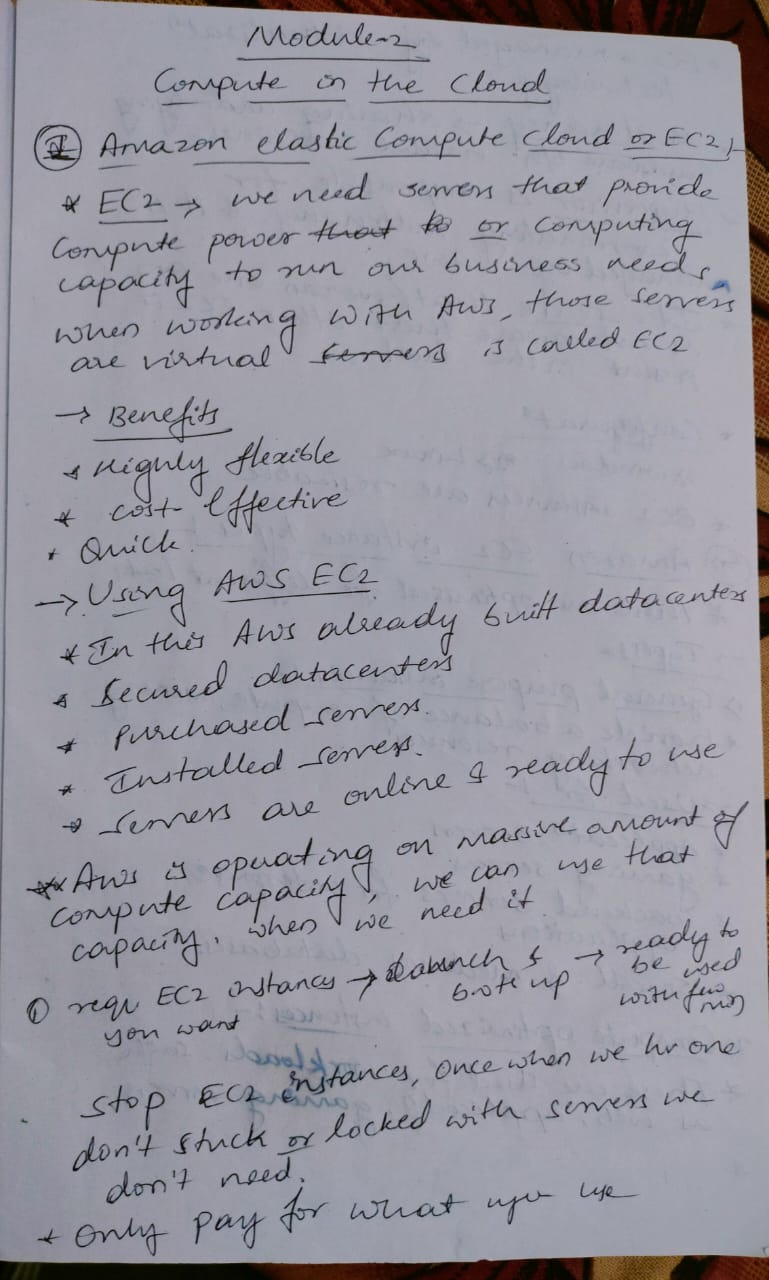 Module-2
Compute in the Cloud
① Amazon elastic Compute Cloud or EC2,
* EC2 → we need servers that provide
Compute power that to or Computing
capacity to run our business needs,
when working with AWS, those servers
are virtual servers is called EC2
→ Benefits
* Highly flexible
* cost-Effective
* Quick.
→ Using AWS EC2
* In this AWS already built datacenters
* Secured datacenters
* Purchased servers.
* Installed servers.
→ servers are online & ready to use
** Aws is operating on massive amount of
compute capacity, we can use that
capacity, when we need it
① requ EC2 instances → launch & → ready to
you want boots up be used
with few
stop EC2 instances, Once when we hv one
don't stuck or locked with servers we
don't need.
* Only pay for what use